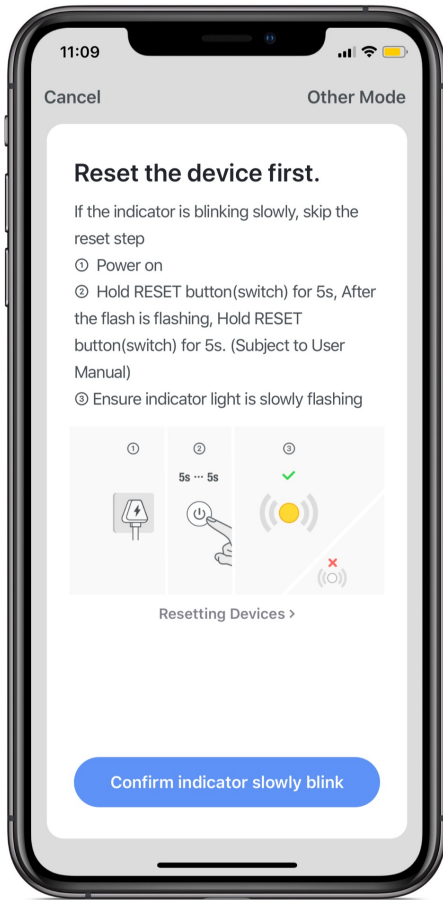 11:09
Cancel
Other Mode
Reset the device first.
If the indicator is blinking slowly, skip the
reset step
① Power on
② Hold RESET button(switch) for 5s, After
the flash is flashing, Hold RESET
button(switch) for 5s. (Subject to User
Manual)
③ Ensure indicator light is slowly flashing
① ② ③
5s ··· 5s
Resetting Devices >
Confirm indicator slowly blink